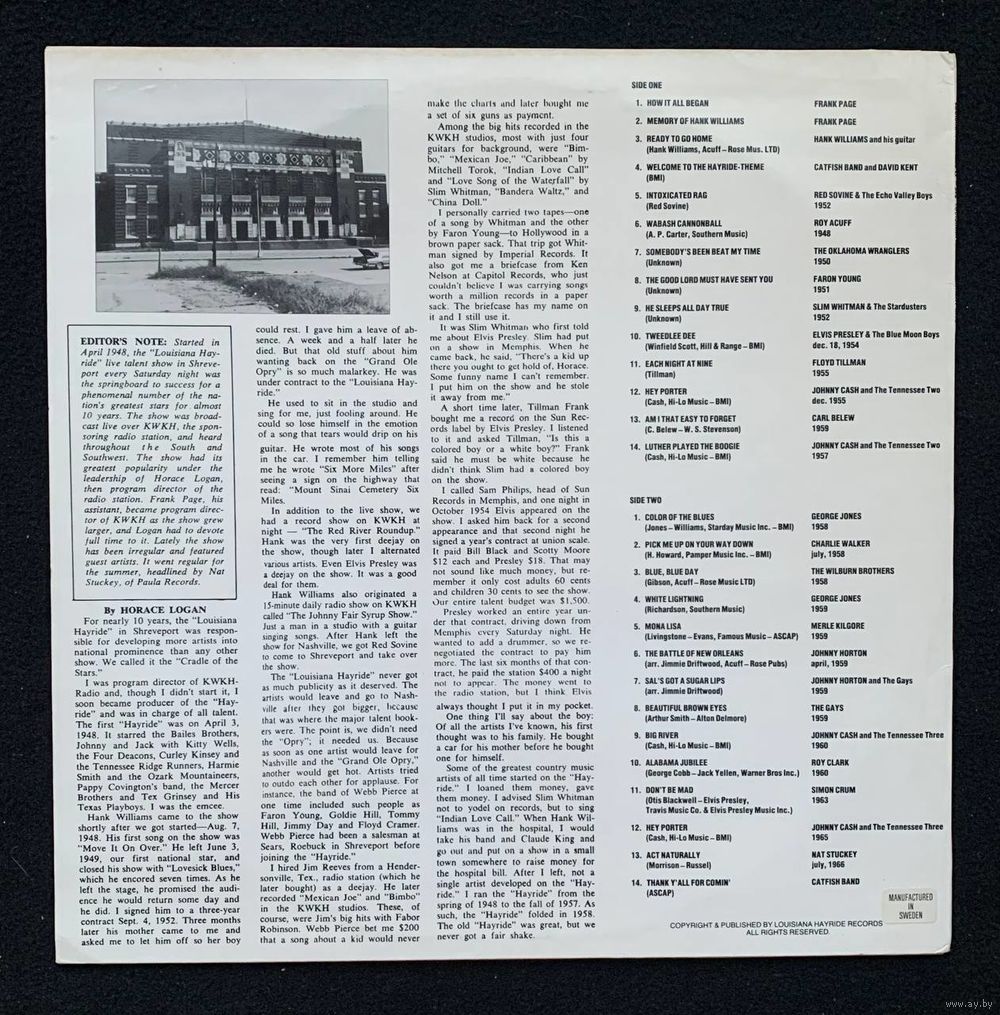 EDITOR'S NOTE: Started in
April 1948, the "Louisiana Hay-
ride" live talent show in Shreve-
port every Saturday night was
the springboard to success for a
phenomenal number of the na-
tion's greatest stars for almost
10 years. The show was broad-
cast live over KWKH, the spon-
soring radio station, and heard
throughout the South and
Southwest. The show had its
greatest popularity under the
leadership of Horace Logan,
then program director of the
radio station. Frank Page, his
assistant, became program direc-
tor of KWKH as the show grew
larger, and Logan had to devote
full time to it. Lately the show
has been irregular and featured
guest artists. It went regular for
the summer, headlined by Nat
Stuckey, of Paula Records.
By HORACE LOGAN
For nearly 10 years, the "Louisiana
Hayride" in Shreveport was respon-
sible for developing more artists into
national prominence than any other
show. We called it the "Cradle of the
Stars."
I was program director of KWKH-
Radio and, though I didn't start it, I
soon became producer of the "Hay-
ride" and was in charge of all talent.
The first "Hayride" was on April 3,
1948. It starred the Bailes Brothers,
Johnny and Jack with Kitty Wells,
the Four Deacons, Curley Kinsey and
the Tennessee Ridge Runners, Harmie
Smith and the Ozark Mountaineers,
Pappy Covington's band, the Mercer
Brothers and Tex Grinsey and His
Texas Playboys. I was the emcee.
Hank Williams came to the show
shortly after we got started—Aug. 7,
1948. His first song on the show was
"Move It On Over." He left June 3,
1949, our first national star, and
closed his show with "Lovesick Blues,"
which he encored seven times. As he
left the stage, he promised the audi-
ence he would return some day and
he did. I signed him to a three-year
contract Sept. 4, 1952. Three months
later his mother came to me and
asked me to let him off so her boy
could rest. I gave him a leave of ab-
sence. A week and a half later he
died. But that old stuff about him
wanting back on the "Grand Ole
Opry" is so much malarkey. He was
under contract to the "Louisiana Hay-
ride."
He used to sit in the studio and
sing for me, just fooling around. He
could so lose himself in the emotion
of a song that tears would drip on his
guitar. He wrote most of his songs
in the car. I remember him telling
me he wrote "Six More Miles" after
seeing a sign on the highway that
read: "Mount Sinai Cemetery Six
Miles.
In addition to the live show, we
had a record show on KWKH at
night — "The Red River Roundup."
Hank was the very first deejay on
the show, though later I alternated
various artists. Even Elvis Presley was
a deejay on the show. It was a good
deal for them.
Hank Williams also originated a
15-minute daily radio show on KWKH
called "The Johnny Fair Syrup Show."
Just a man in a studio with a guitar
singing songs. After Hank left the
show for Nashville, we got Red Sovine
to come to Shreveport and take over
the show.
The "Louisiana Hayride" never got
as much publicity as it deserved. The
artists would leave and go to Nash-
ville after they got bigger, because
that was where the major talent book-
ers were. The point is, we didn't need
the "Opry"; it needed us. Because
as soon as one artist would leave for
Nashville and the "Grand Ole Opry,"
another would get hot. Artists tried
to outdo each other for applause. For
instance, the band of Webb Pierce at
one time included such people as
Faron Young, Goldie Hill, Tommy
Hill, Jimmy Day and Floyd Cramer.
Webb Pierce had been a salesman at
Sears, Roebuck in Shreveport before
joining the "Hayride."
I hired Jim Reeves from a Hender-
sonville, Tex., radio station (which he
later bought) as a deejay. He later
recorded "Mexican Joe" and "Bimbo"
in the KWKH studios. These, of
course, were Jim's big hits with Fabor
Robinson. Webb Pierce bet me $200
that a song about a kid would never
make the charts and later bought me
a set of six guns as payment.
Among the big hits recorded in the
KWKH studios, most with just four
guitars for background, were "Bim-
bo," "Mexican Joe," "Caribbean" by
Mitchell Torok, "Indian Love Call"
and "Love Song of the Waterfall" by
Slim Whitman, "Bandera Waltz," and
"China Doll."
I personally carried two tapes—one
of a song by Whitman and the other
by Faron Young—to Hollywood in a
brown paper sack. That trip got Whit-
man signed by Imperial Records. It
also got me a briefcase from Ken
Nelson at Capitol Records, who just
couldn't believe I was carrying songs
worth a million records in a paper
sack. The briefcase has my name on
it and I still use it.
It was Slim Whitman who first told
me about Elvis Presley. Slim had put
on a show in Memphis. When he
came back, he said, "There's a kid up
there you ought to get hold of, Horace.
Some funny name I can't remember.
I put him on the show and he stole
it away from me."
A short time later, Tillman Frank
bought me a record on the Sun Rec-
ords label by Elvis Presley. I listened
to it and asked Tillman, "Is this a
colored boy or a white boy?" Frank
said he must be white because he
didn't think Slim had a colored boy
on the show.
I called Sam Philips, head of Sun
Records in Memphis, and one night in
October 1954 Elvis appeared on the
show. I asked him back for a second
appearance and that second night he
signed a year's contract at union scale.
It paid Bill Black and Scotty Moore
$12 each and Presley $18. That may
not sound like much money, but re-
member it only cost adults 60 cents
and children 30 cents to see the show.
Our entire talent budget was $1,500.
Presley worked an entire year un-
der that contract, driving down from
Memphis every Saturday night. He
wanted to add a drummer, so we re-
negotiated the contract to pay him
more. The last six months of that con-
tract, he paid the station $400 a night
not to appear. The money went to
the radio station, but I think Elvis
always thought I put it in my pocket.
One thing I'll say about the boy:
Of all the artists I've known, his first
thought was to his family. He bought
a car for his mother before he bought
one for himself.
Some of the greatest country music
artists of all time started on the "Hay-
ride." I loaned them money, gave
them money. I advised Slim Whitman
not to yodel on records, but to sing
"Indian Love Call." When Hank Wil-
liams was in the hospital, I would
take his band and Claude King and
go out and put on a show in a small
town somewhere to raise money for
the hospital bill. After I left, not a
single artist developed on the "Hay-
ride." I ran the "Hayride" from the
spring of 1948 to the fall of 1957. As
such, the "Hayride" folded in 1958.
The old "Hayride" was great, but we
never got a fair shake.
SIDE ONE
1. HOW IT ALL BEGAN FRANK PAGE
2. MEMORY OF HANK WILLIAMS FRANK PAGE
3. READY TO GO HOME HANK WILLIAMS and his guitar
(Hank Williams, Acuff – Rose Mus. LTD)
4. WELCOME TO THE HAYRIDE-THEME CATFISH BAND and DAVID KENT
(BMI)
5. INTOXICATED RAG RED SOVINE & The Echo Valley Boys
(Red Sovine) 1952
6. WABASH CANNONBALL ROY ACUFF
(A. P. Carter, Southern Music) 1948
7. SOMEBODY'S BEEN BEAT MY TIME THE OKLAHOMA WRANGLERS
(Unknown) 1950
8. THE GOOD LORD MUST HAVE SENT YOU FARON YOUNG
(Unknown) 1951
9. HE SLEEPS ALL DAY TRUE SLIM WHITMAN & The Stardusters
(Unknown) 1952
10. TWEEDLEE DEE ELVIS PRESLEY & The Blue Moon Boys
(Winfield Scott, Hill & Range – BMI) dec. 18, 1954
11. EACH NIGHT AT NINE FLOYD TILLMAN
(Tillman) 1955
12. HEY PORTER JOHNNY CASH and The Tennessee Two
(Cash, Hi-Lo Music – BMI) dec. 1955
13. AM I THAT EASY TO FORGET CARL BELEW
(C. Belew – W. S. Stevenson) 1959
14. LUTHER PLAYED THE BOOGIE JOHNNY CASH and The Tennessee Two
(Cash, Hi-Lo Music – BMI) 1957
SIDE TWO
1. COLOR OF THE BLUES GEORGE JONES
(Jones – Williams, Starday Music Inc. – BMI) 1958
2. PICK ME UP ON YOUR WAY DOWN CHARLIE WALKER
(H. Howard, Pamper Music Inc. – BMI) july, 1958
3. BLUE, BLUE DAY THE WILBURN BROTHERS
(Gibson, Acuff – Rose Music LTD) 1958
4. WHITE LIGHTNING GEORGE JONES
(Richardson, Southern Music) 1959
5. MONA LISA MERLE KILGORE
(Livingstone – Evans, Famous Music – ASCAP) 1959
6. THE BATTLE OF NEW ORLEANS JOHNNY HORTON
(arr. Jimmie Driftwood, Acuff – Rose Pubs) april, 1959
7. SAL'S GOT A SUGAR LIPS JOHNNY HORTON and The Gays
(arr. Jimmie Driftwood) 1959
8. BEAUTIFUL BROWN EYES THE GAYS
(Arthur Smith – Alton Delmore) 1959
9. BIG RIVER JOHNNY CASH and The Tennessee Three
(Cash, Hi-Lo Music – BMI) 1960
10. ALABAMA JUBILEE ROY CLARK
(George Cobb – Jack Yellen, Warner Bros Inc.) 1960
11. DON'T BE MAD SIMON CRUM
(Otis Blackwell – Elvis Presley, 1963
Travis Music Co. & Elvis Presley Music Inc.)
12. HEY PORTER JOHNNY CASH and The Tennessee Three
(Cash, Hi-Lo Music – BMI) 1965
13. ACT NATURALLY NAT STUCKEY
(Morrison – Russel) july, 1966
14. THANK Y'ALL FOR COMIN' CATFISH BAND
(ASCAP)
MANUFACTURED
IN
SWEDEN
COPYRIGHT & PUBLISHED BY LOUISIANA HAYRIDE RECORDS
ALL RIGHTS RESERVED.
www.ay.by